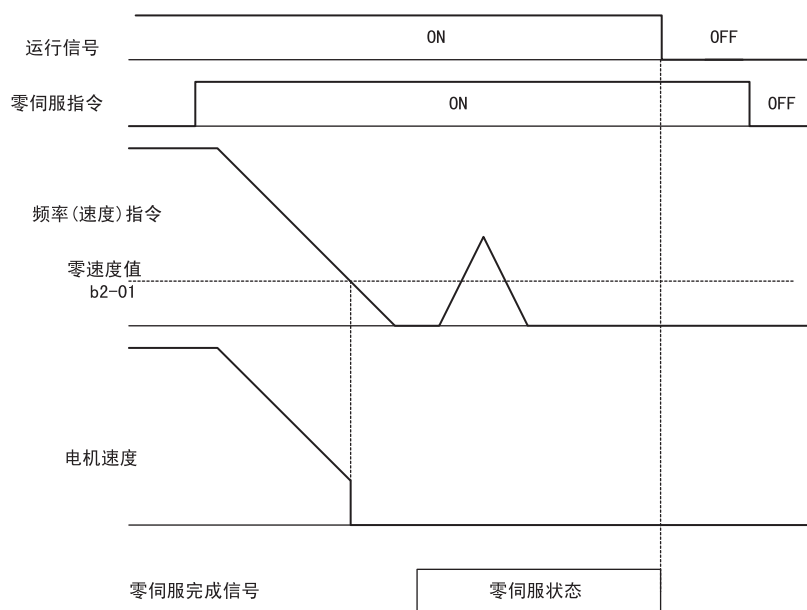 运行信号 ON OFF
零伺服指令 ON OFF
频率(速度)指令
零速度值
b2-01
电机速度
零伺服完成信号 零伺服状态